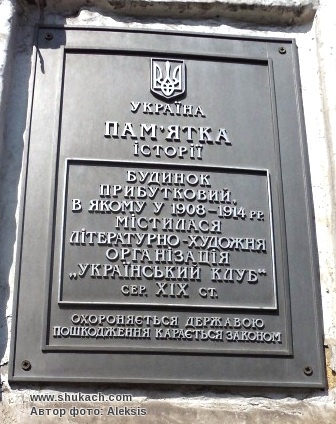 УКРАЇНА
ПАМ'ЯТКА
ІСТОРІЇ
БУДИНОК
ПРИБУТКОВИЙ,
В ЯКОМУ У 1908-1914 РР.
МІСТИЛАСЯ
ЛІТЕРАТУРНО-ХУДОЖНЯ
ОРГАНІЗАЦІЯ
„УКРАЇНСЬКИЙ КЛУБ“
СЕР. XIX СТ.
ОХОРОНЯЄТЬСЯ ДЕРЖАВОЮ
ПОШКОДЖЕННЯ КАРАЄТЬСЯ ЗАКОНОМ
www.shukach.com
Автор фото: Aleksis